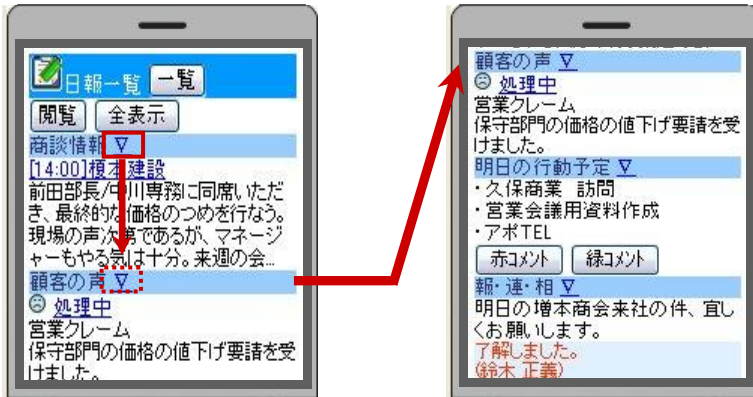 日報一覧 一覧
閲覧 全表示
商談情報 ▽
[14:00]榎本建設
前田部長/中川専務に同席いただ
き、最終的な価格のつめを行なう。
現場の声次第であるが、マネージ
ャーもやる気は十分。来週の会...
顧客の声 ▽
処理中
営業クレーム
保守部門の価格の値下げ要請を受
けました。
顧客の声 ▽
処理中
営業クレーム
保守部門の価格の値下げ要請を受
けました。
明日の行動予定 ▽
・久保商業 訪問
・営業会議用資料作成
・アポTEL
赤コメント 緑コメント
報・連・相 ▽
明日の増本商会来社の件、宜し
くお願いします。
了解しました。
(鈴木 正義)